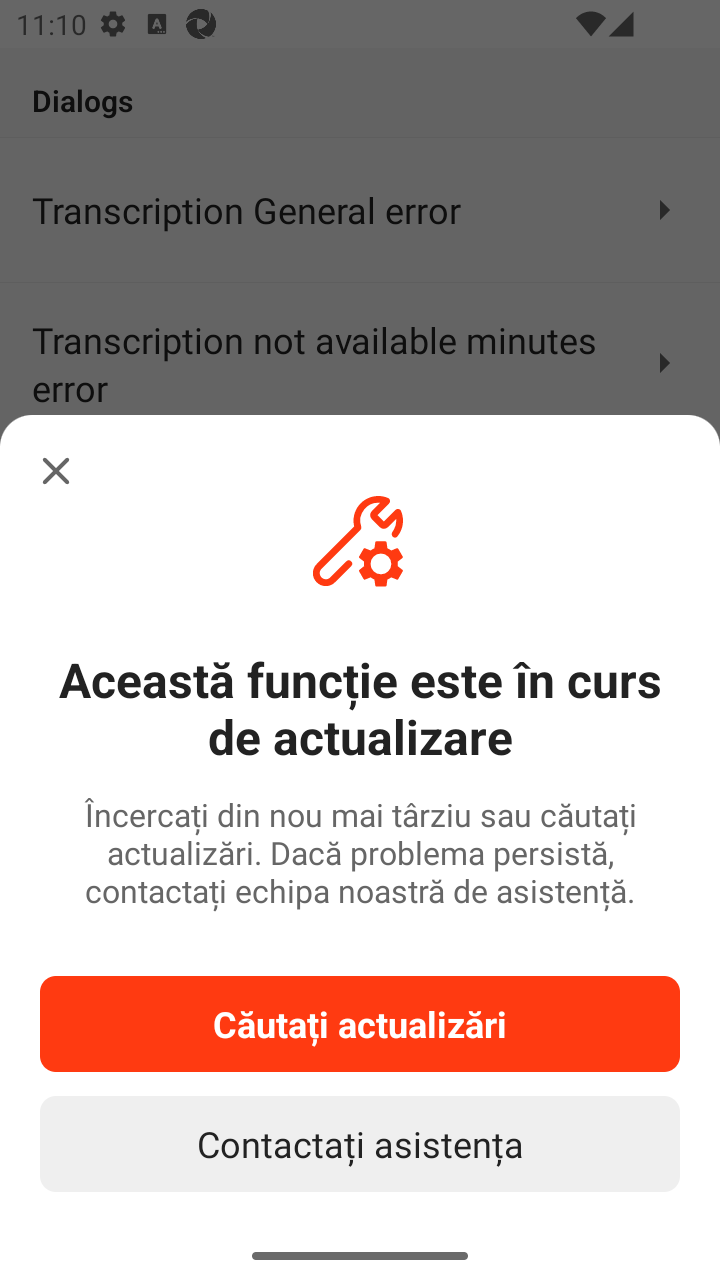 11:10
Dialogs
Transcription General error
Transcription not available minutes
error
Această funcție este în curs
de actualizare
Încercați din nou mai târziu sau căutați
actualizări. Dacă problema persistă,
contactați echipa noastră de asistență.
Căutați actualizări
Contactați asistența